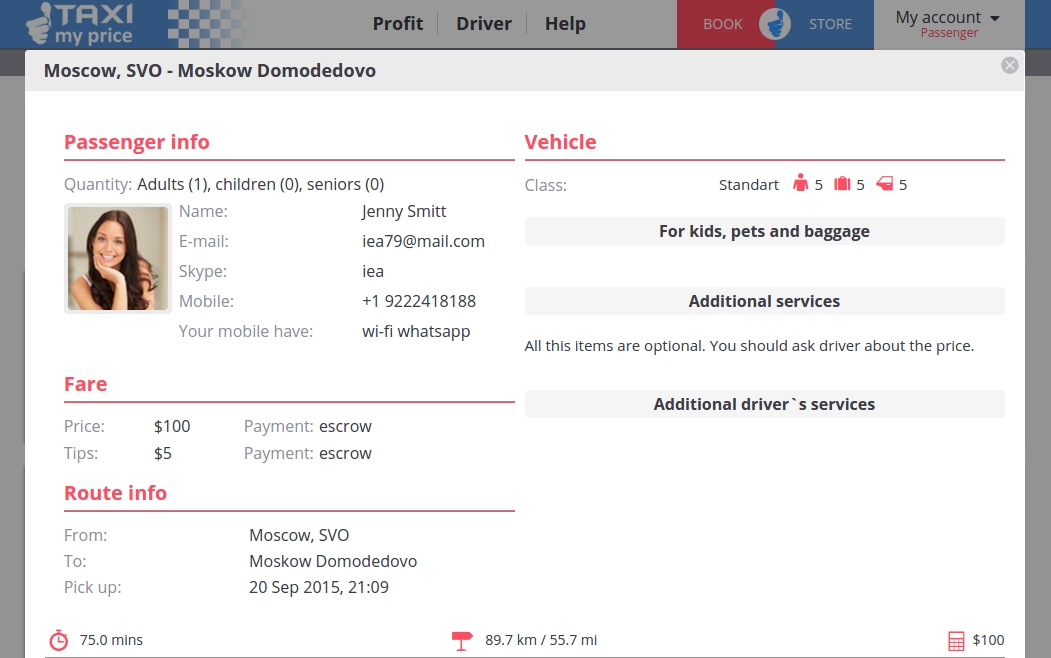 TAXI
my price
Profit
Driver
Help
BOOK
STORE
My account
Passenger
Moscow, SVO - Moskow Domodedovo
Passenger info
Quantity: Adults (1), children (0), seniors (0)
Name: Jenny Smitt
E-mail: iea79@mail.com
Skype: iea
Mobile: +1 9222418188
Your mobile have: wi-fi whatsapp
Fare
Price: $100 Payment: escrow
Tips: $5 Payment: escrow
Route info
From: Moscow, SVO
To: Moskow Domodedovo
Pick up: 20 Sep 2015, 21:09
Vehicle
Class: Standart 5 5 5
For kids, pets and baggage
Additional services
All this items are optional. You should ask driver about the price.
Additional driver`s services
75.0 mins
89.7 km / 55.7 mi
$100